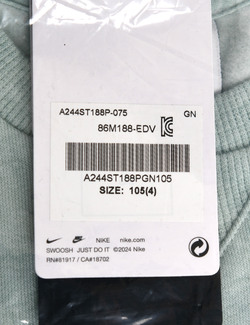 A244ST188P-075 GN
86M188-EDV
A244ST188PGN105
SIZE: 105(4)
NIKE nike.com
SWOOSH JUST DO IT ©2024 Nike
RN#81917 / CA#18702